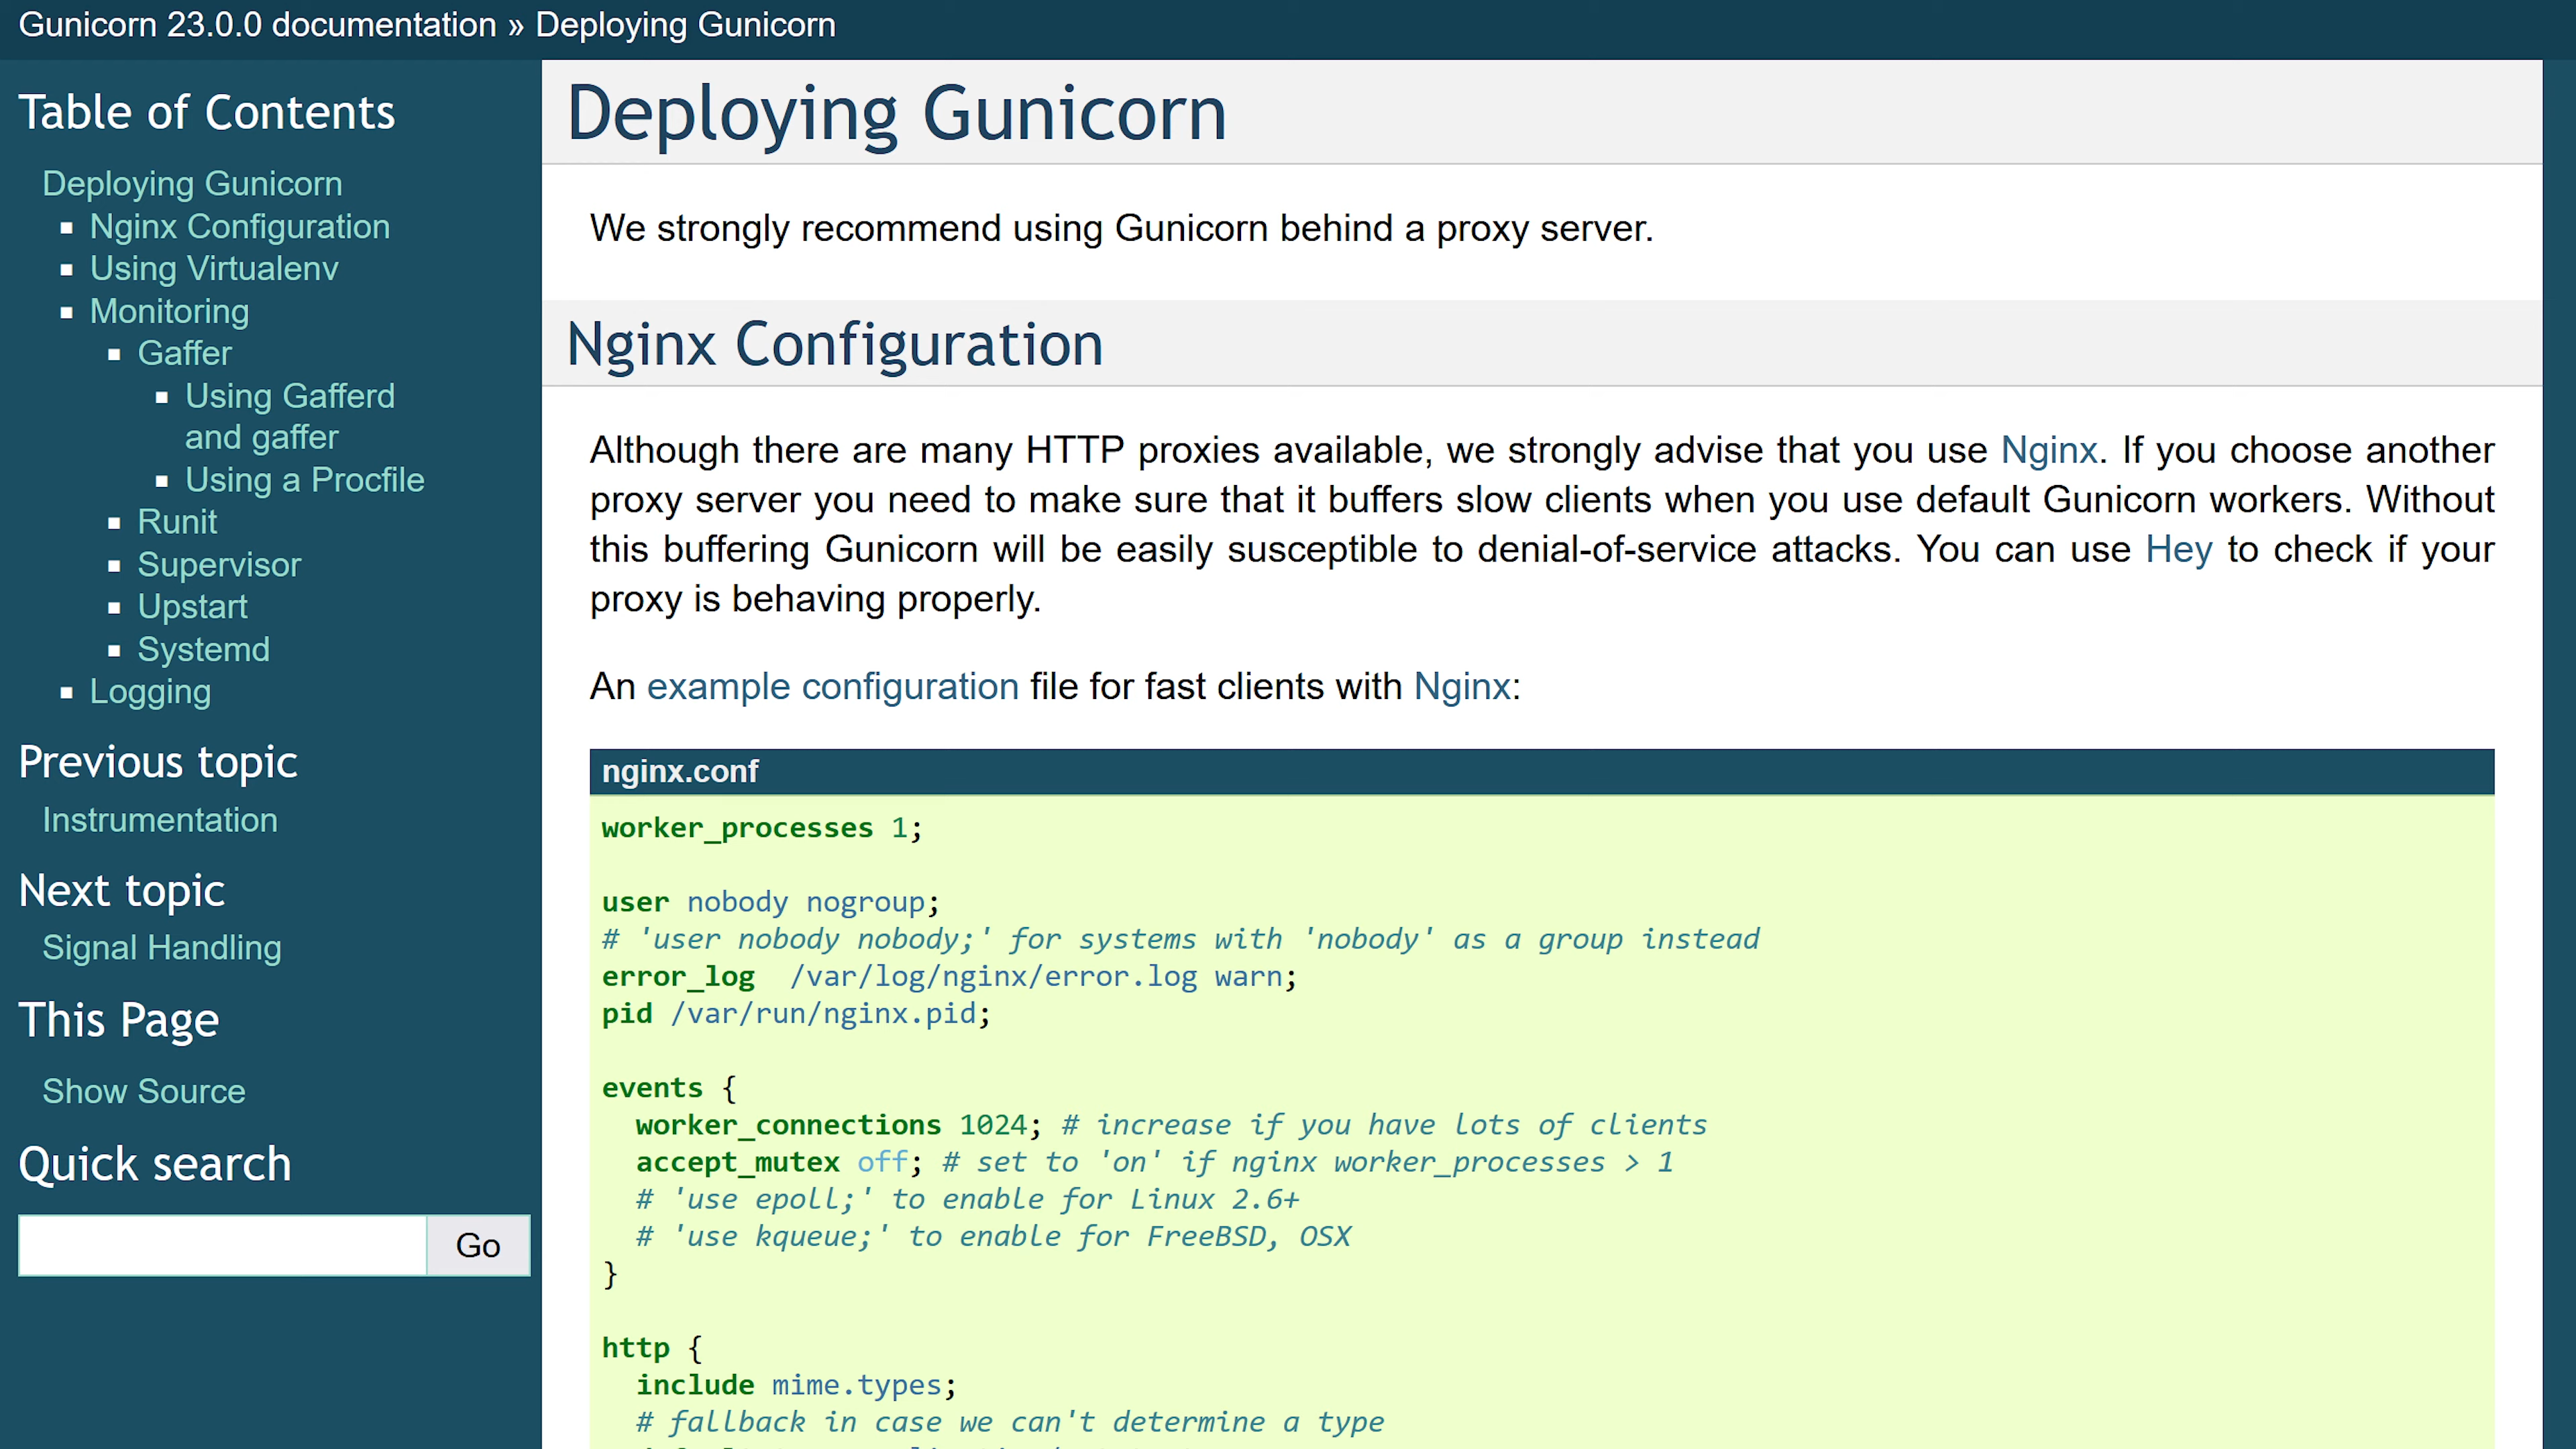 Gunicorn 23.0.0 documentation » Deploying Gunicorn
Table of Contents
Deploying Gunicorn
Nginx Configuration
Using Virtualenv
Monitoring
Gaffer
Using Gafferd
and gaffer
Using a Procfile
Runit
Supervisor
Upstart
Systemd
Logging
Previous topic
Instrumentation
Next topic
Signal Handling
This Page
Show Source
Quick search
Go
Deploying Gunicorn
We strongly recommend using Gunicorn behind a proxy server.
Nginx Configuration
Although there are many HTTP proxies available, we strongly advise that you use Nginx. If you choose another
proxy server you need to make sure that it buffers slow clients when you use default Gunicorn workers. Without
this buffering Gunicorn will be easily susceptible to denial-of-service attacks. You can use Hey to check if your
proxy is behaving properly.
An example configuration file for fast clients with Nginx:
nginx.conf
worker_processes 1;
user nobody nogroup;
# 'user nobody nobody;' for systems with 'nobody' as a group instead
error_log  /var/log/nginx/error.log warn;
pid /var/run/nginx.pid;
events {
  worker_connections 1024; # increase if you have lots of clients
  accept_mutex off; # set to 'on' if nginx worker_processes > 1
  # 'use epoll;' to enable for Linux 2.6+
  # 'use kqueue;' to enable for FreeBSD, OSX
}
http {
  include mime.types;
  # fallback in case we can't determine a type